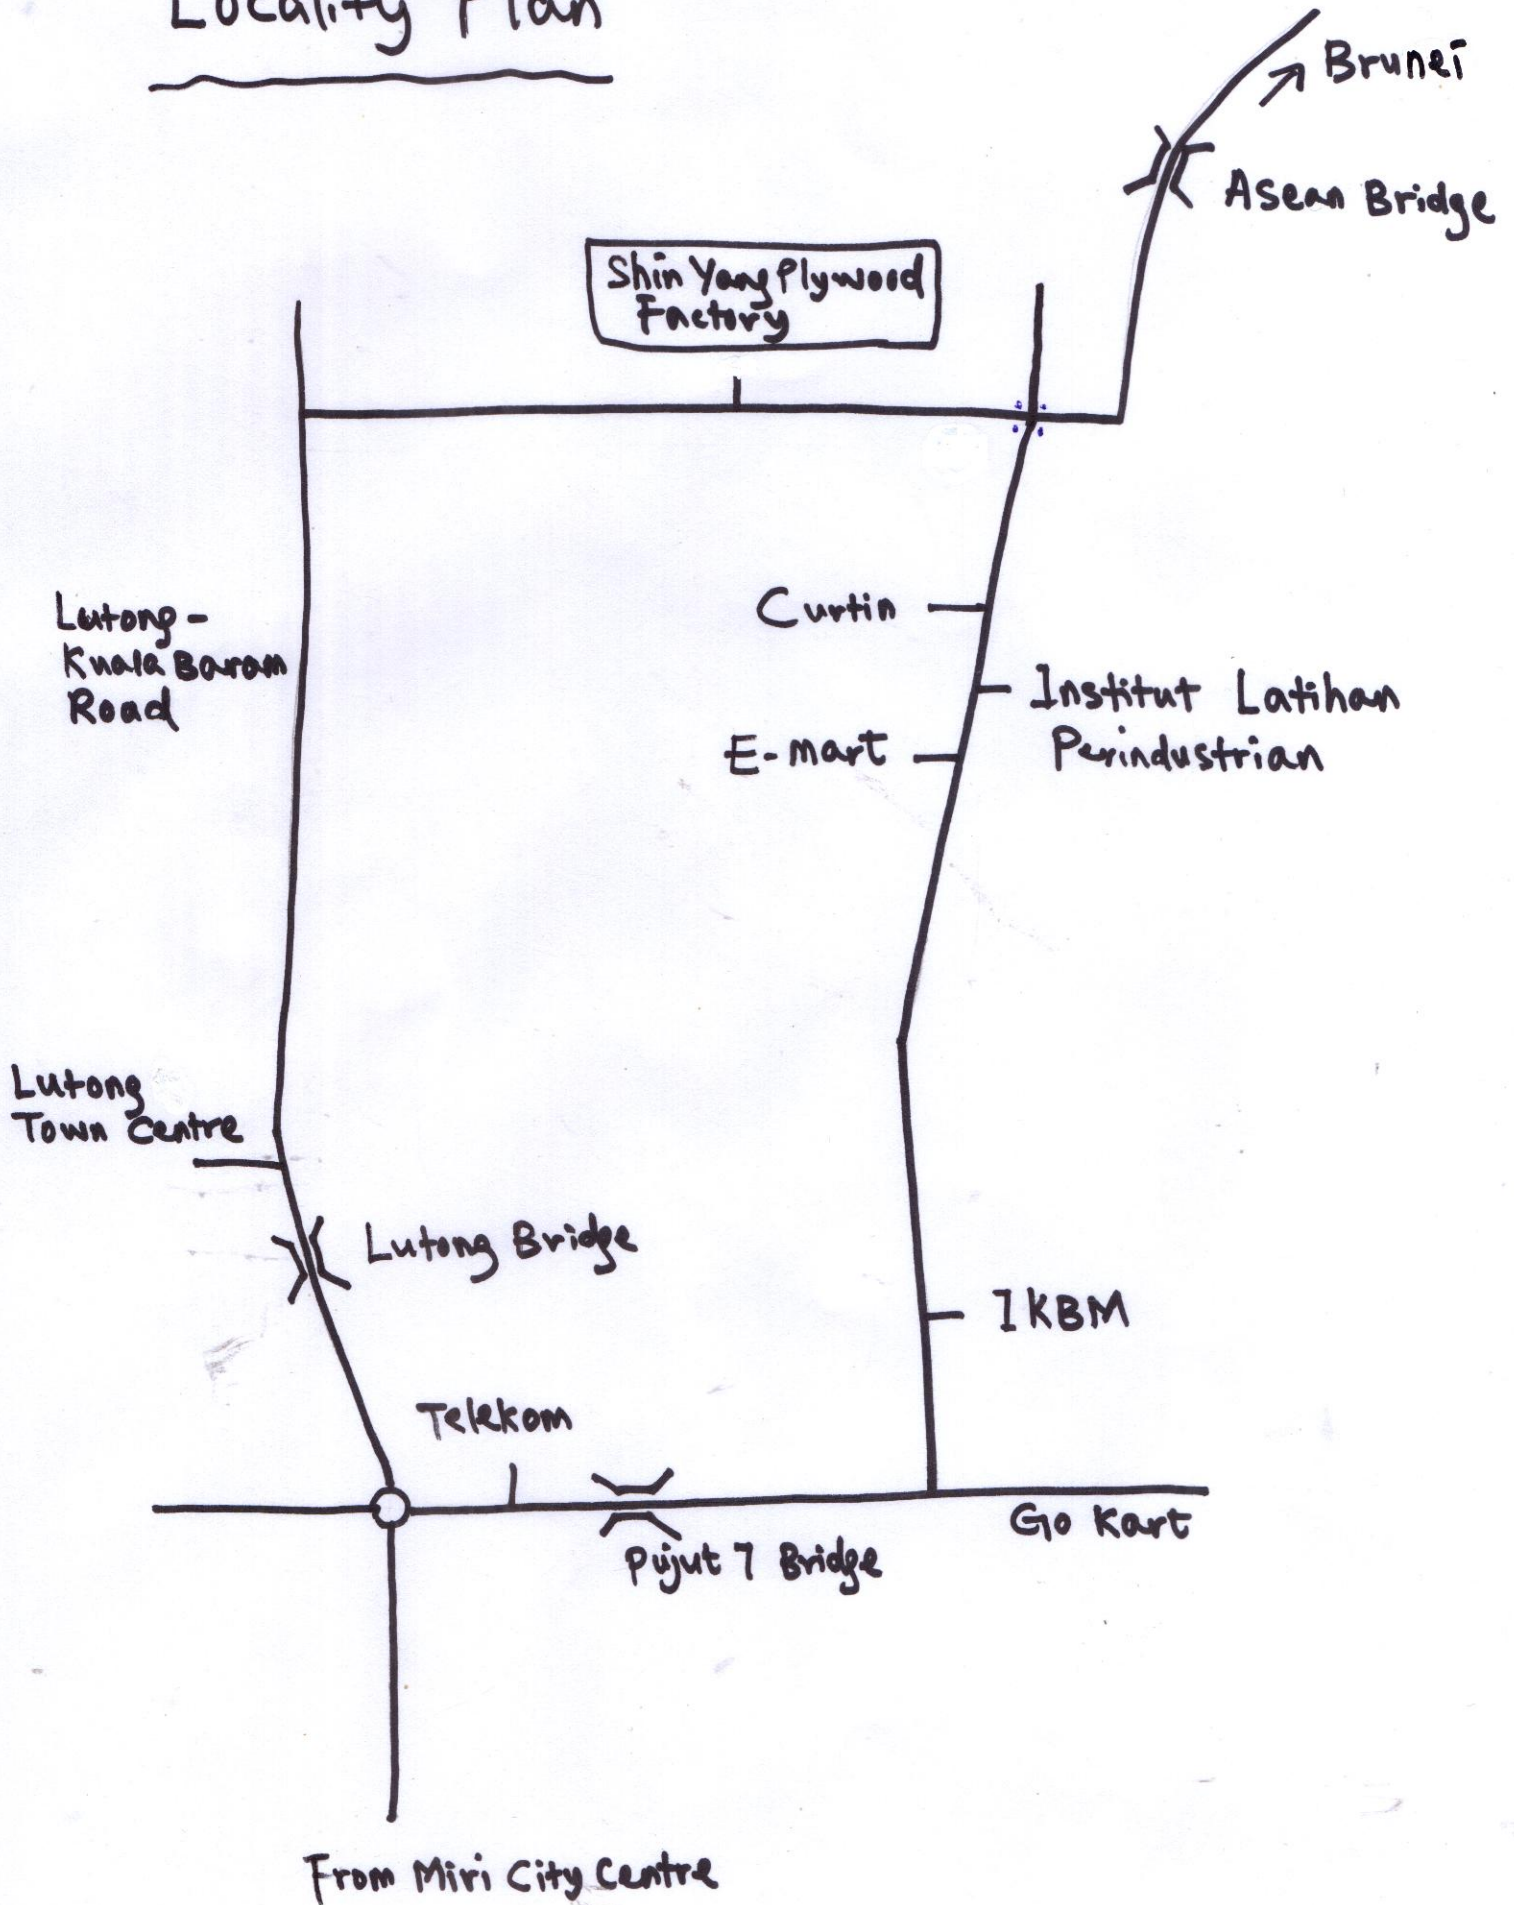 Locality Plan
Brunei
Asean Bridge
Shin Yang Plywood
Factory
Curtin
Lutong-
Kuala Baram
Road
Institut Latihan
Perindustrian
E-mart
Lutong
Town Centre
Lutong Bridge
IKBM
Telekom
Go Kart
Pujut 7 Bridge
From Miri City Centre